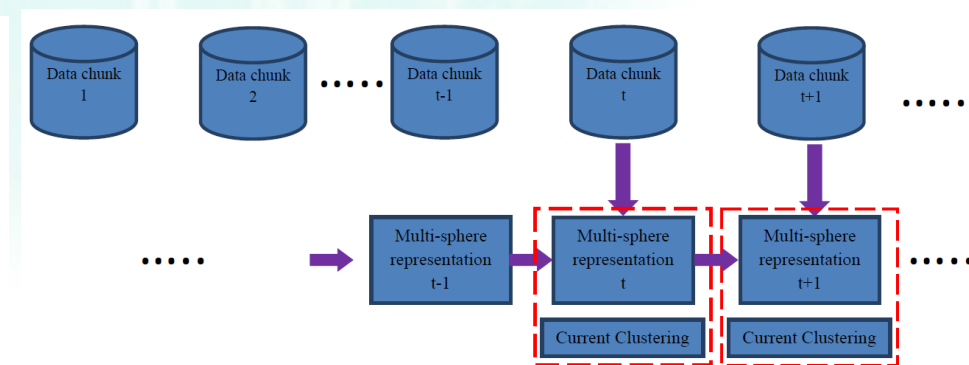 Data chunk
1
Data chunk
2
.....
Data chunk
t-1
Data chunk
t
Data chunk
t+1
.....
.....
Multi-sphere
representation
t-1
Multi-sphere
representation
t
Multi-sphere
representation
t+1
.....
Current Clustering
Current Clustering